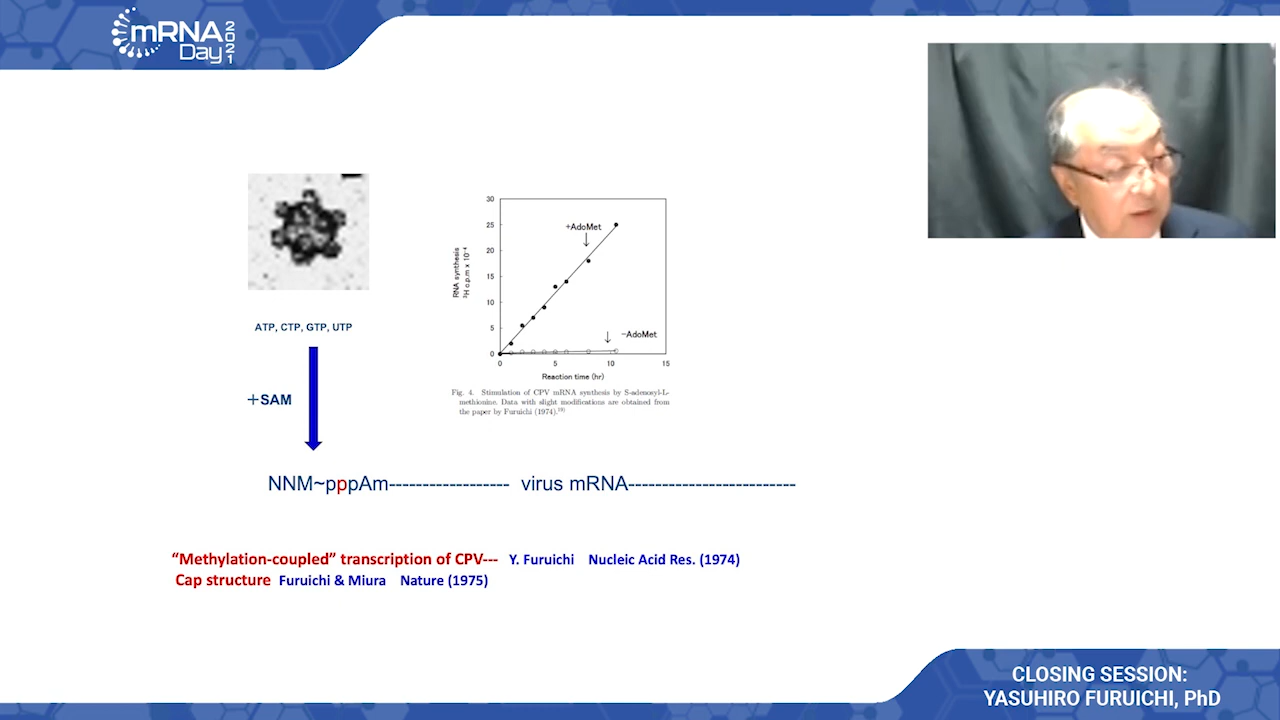 mRNA
Day
2021
ATP, CTP, GTP, UTP
+SAM
30
25
20
15
10
5
0
RNA synthesis
³H c.p.m x 10⁻⁴
+AdoMet
−AdoMet
0 5 10 15
Reaction time (hr)
Fig. 4. Stimulation of CPV mRNA synthesis by S-adenosyl-L-
methionine. Data with slight modifications are obtained from
the paper by Furuichi (1974).
NNM~pppAm------------------ virus mRNA-------------------------
“Methylation-coupled” transcription of CPV--- Y. Furuichi Nucleic Acid Res. (1974)
Cap structure Furuichi & Miura Nature (1975)
CLOSING SESSION:
YASUHIRO FURUICHI, PhD